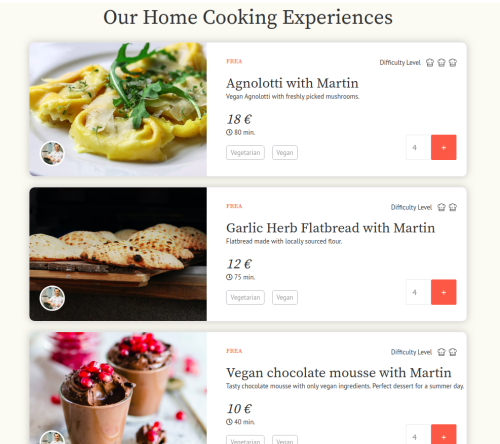 Our Home Cooking Experiences
FREA
Difficulty Level
Agnolotti with Martin
Vegan Agnolotti with freshly picked mushrooms.
18 €
80 min.
Vegetarian
Vegan
4
+
FREA
Difficulty Level
Garlic Herb Flatbread with Martin
Flatbread made with locally sourced flour.
12 €
75 min.
Vegetarian
Vegan
4
+
FREA
Difficulty Level
Vegan chocolate mousse with Martin
Tasty chocolate mousse with only vegan ingredients. Perfect dessert for a summer day.
10 €
40 min.
Vegetarian
Vegan
4
+